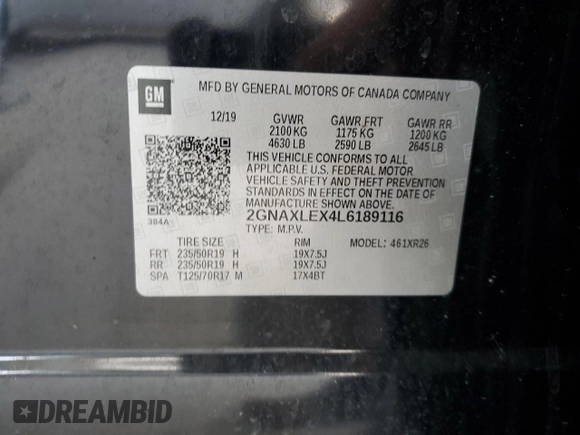 GM
MFD BY GENERAL MOTORS OF CANADA COMPANY
12/19 GVWR GAWR FRT GAWR RR
2100 KG 1175 KG 1200 KG
4630 LB 2590 LB 2645 LB
THIS VEHICLE CONFORMS TO ALL
APPLICABLE U.S. FEDERAL MOTOR
VEHICLE SAFETY AND THEFT PREVENTION
STANDARDS IN EFFECT ON THE DATE OF
MANUFACTURE SHOWN ABOVE.
384A 2GNAXLEX4L6189116
TYPE: M.P.V.
TIRE SIZE RIM MODEL: 461XR26
FRT 235/50R19 H 19X7.5J
RR 235/50R19 H 19X7.5J
SPA T125/70R17 M 17X4BT
DREAMBID